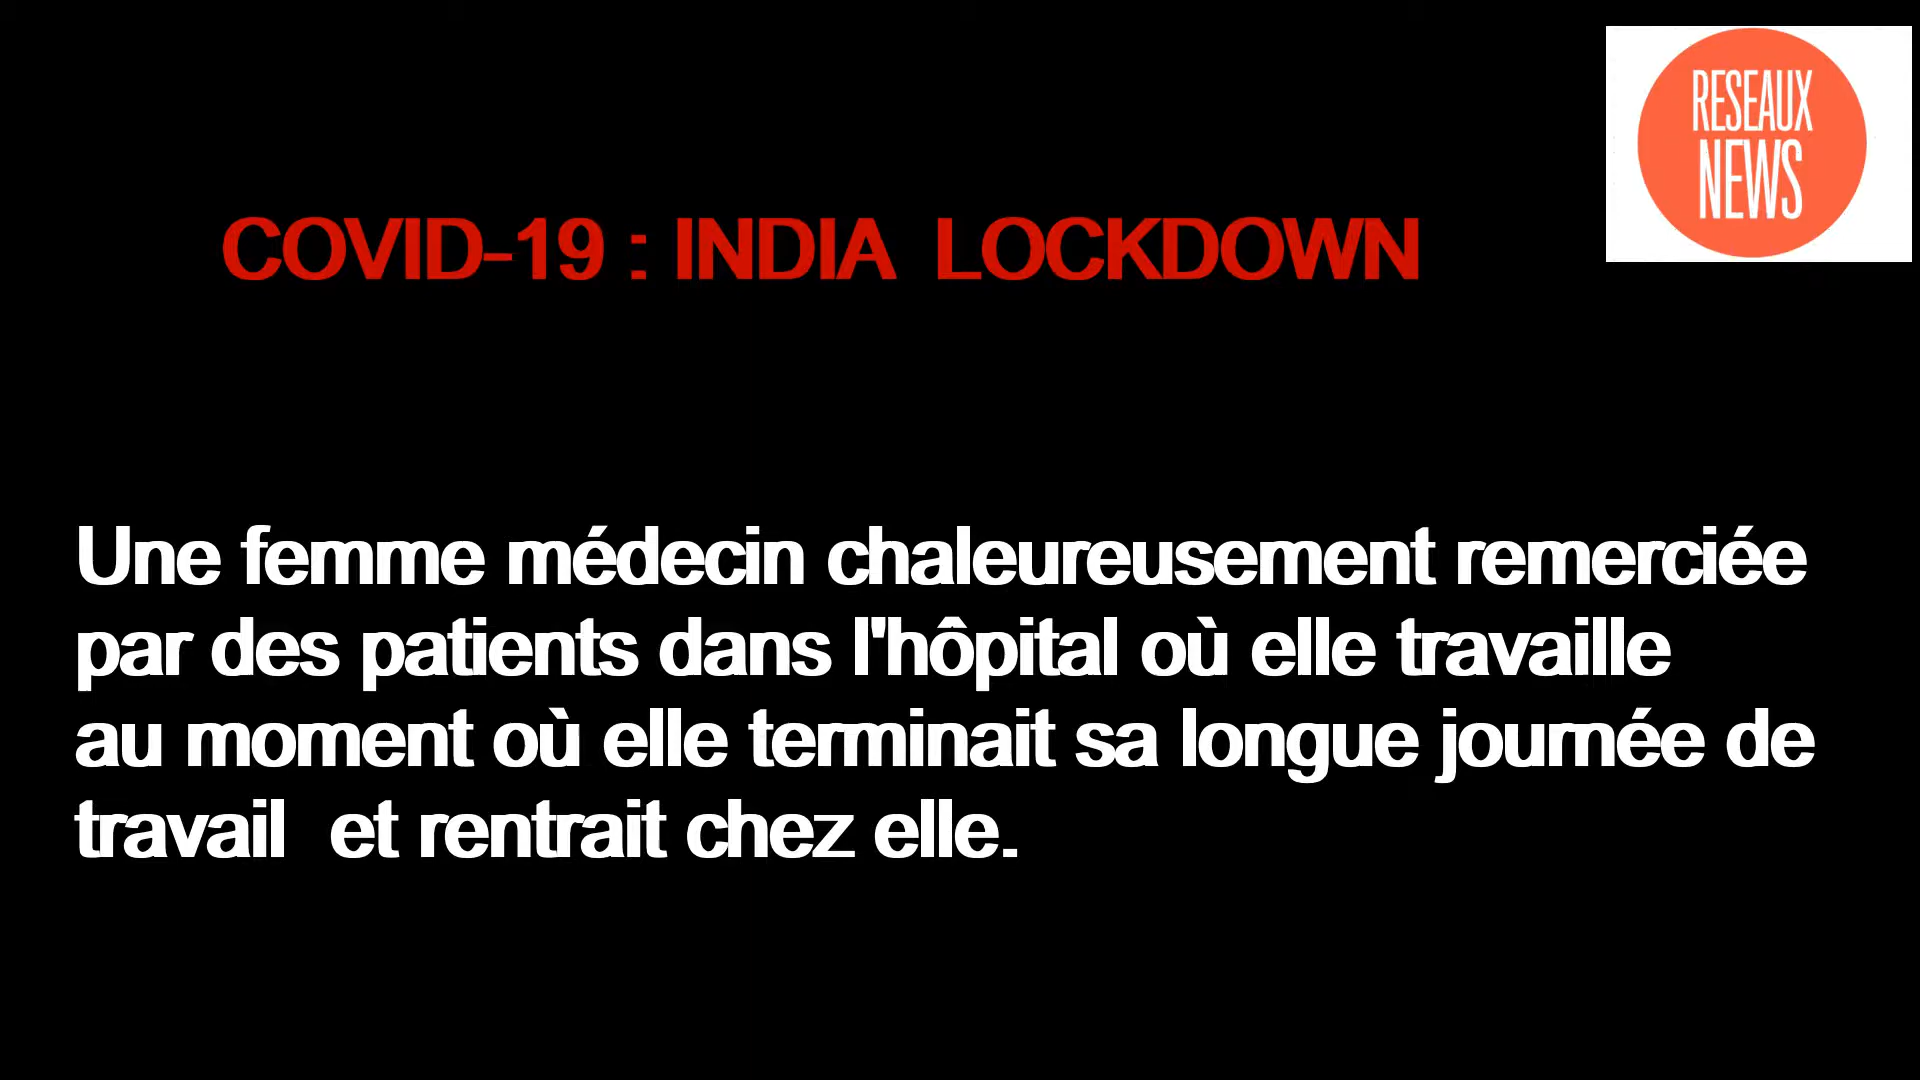 RESEAUX
NEWS
COVID-19 : INDIA LOCKDOWN
Une femme médecin chaleureusement remerciée
par des patients dans l'hôpital où elle travaille
au moment où elle terminait sa longue journée de
travail et rentrait chez elle.